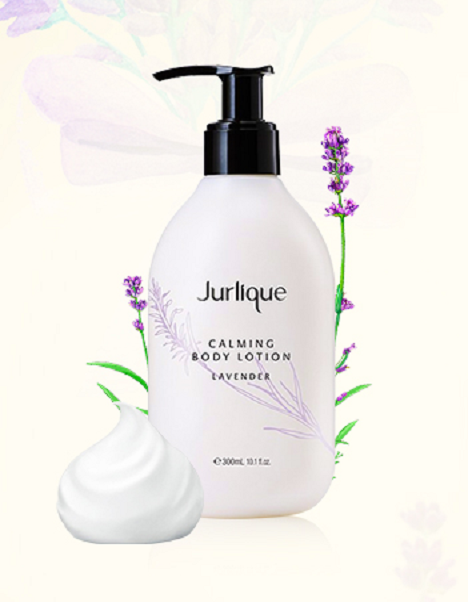 Jurlique
CALMING
BODY LOTION
LAVENDER
℮ 300mL 10.1 fl.oz.